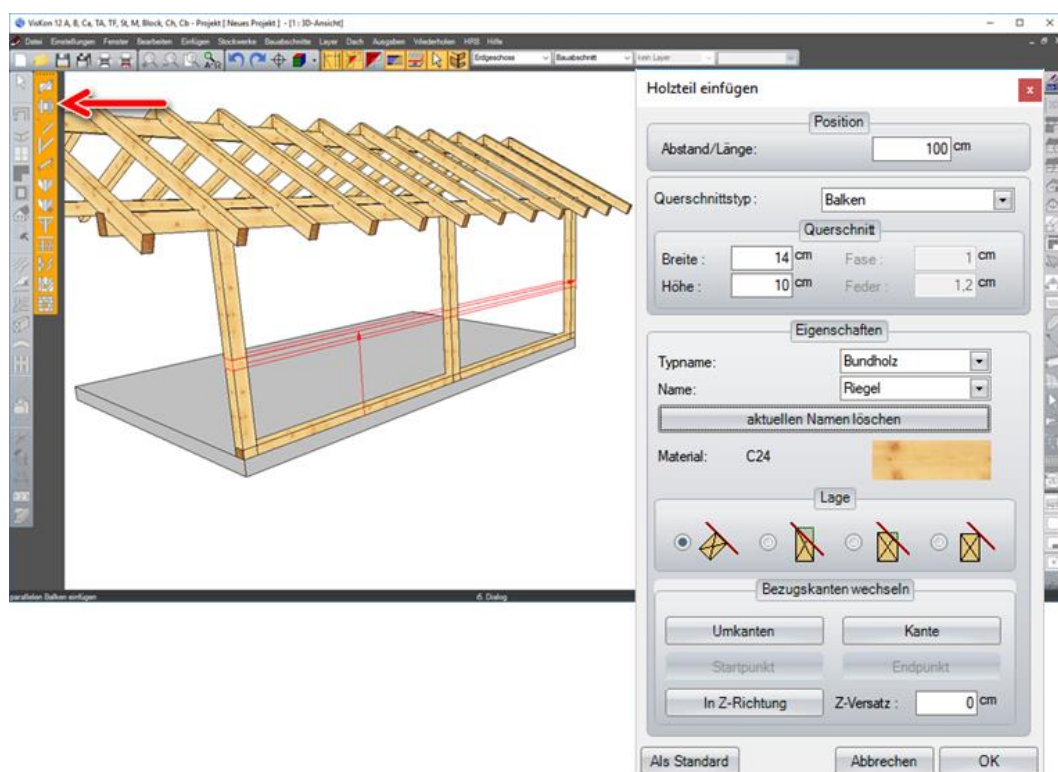 VisKon 12 A, B, Ca, TA, TF, St, M, Block, Ch, Cb - Projekt [ Neues Projekt ] - [1 : 3D-Ansicht]
Datei Einstellungen Fenster Bearbeiten Einfügen Stockwerke Bauabschnitte Layer Dach Ausgaben Wiederholen HRB Hilfe
Erdgeschoss Bauabschnitt kein Layer
Holzteil einfügen
x
Position
Abstand/Länge: 100 cm
Querschnittstyp : Balken
Querschnitt
Breite : 14 cm Fase : 1 cm
Höhe : 10 cm Feder : 1,2 cm
Eigenschaften
Typname: Bundholz
Name: Riegel
aktuellen Namen löschen
Material: C24
Lage
Bezugskanten wechseln
Umkanten Kante
Startpunkt Endpunkt
In Z-Richtung Z-Versatz : 0 cm
Als Standard Abbrechen OK
parallelen Balken einfügen 6. Dialog